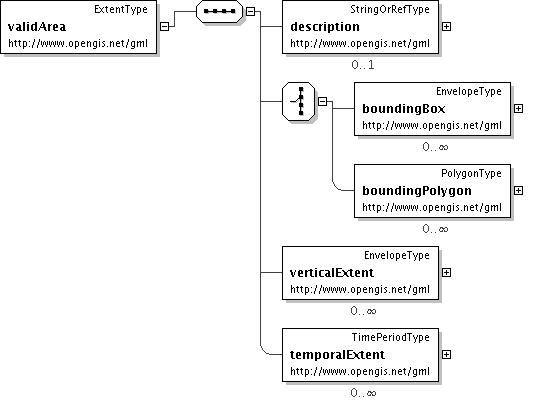 ExtentType
validArea
http://www.opengis.net/gml
StringOrRefType
description
http://www.opengis.net/gml
0..1
EnvelopeType
boundingBox
http://www.opengis.net/gml
0..∞
PolygonType
boundingPolygon
http://www.opengis.net/gml
0..∞
EnvelopeType
verticalExtent
http://www.opengis.net/gml
0..∞
TimePeriodType
temporalExtent
http://www.opengis.net/gml
0..∞